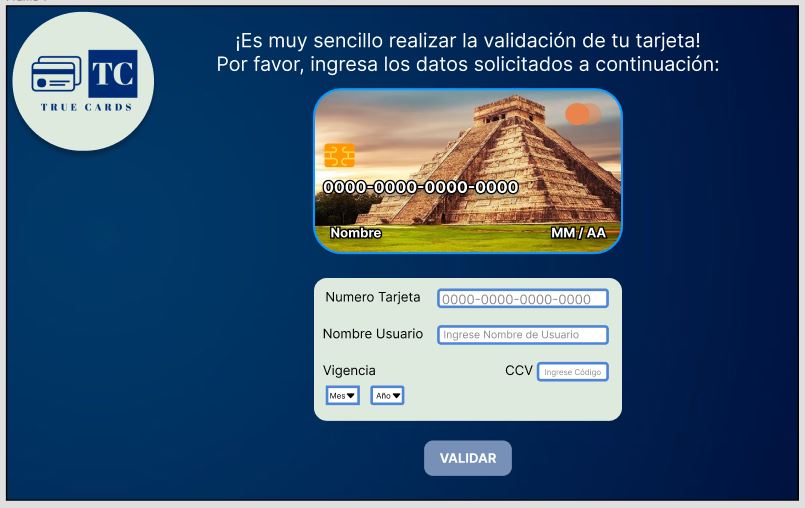 ¡Es muy sencillo realizar la validación de tu tarjeta!
Por favor, ingresa los datos solicitados a continuación:
TC
TRUE CARDS
0000-0000-0000-0000
Nombre MM / AA
Numero Tarjeta 0000-0000-0000-0000
Nombre Usuario Ingrese Nombre de Usuario
Vigencia CCV Ingrese Código
Mes Año
VALIDAR